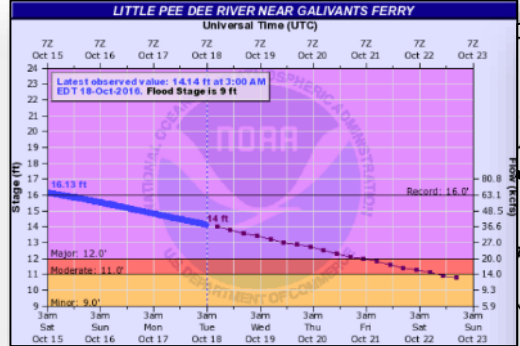 LITTLE PEE DEE RIVER NEAR GALIVANTS FERRY
Universal Time (UTC)
7Z 7Z 7Z 7Z 7Z 7Z 7Z 7Z 7Z
Oct 15 Oct 16 Oct 17 Oct 18 Oct 19 Oct 20 Oct 21 Oct 22 Oct 23
24
Latest observed value: 14.14 ft at 3:00 AM
EDT 18-Oct-2016. Flood Stage is 9 ft
23
22
21
20
19
18
17
16
15
14
13
12
11
10
9
Stage (ft)
NATIONAL OCEANIC AND ATMOSPHERIC ADMINISTRATION
NOAA
U.S. DEPARTMENT OF COMMERCE
16.13 ft
14 ft
Record: 16.0'
Major: 12.0'
Moderate: 11.0'
Minor: 9.0'
80.8
63.1
48.5
36.6
27.0
20.0
14.0
9.3
5.9
Flow (kcfs)
3am 3am 3am 3am 3am 3am 3am 3am 3am
Sat Sun Mon Tue Wed Thu Fri Sat Sun
Oct 15 Oct 16 Oct 17 Oct 18 Oct 19 Oct 20 Oct 21 Oct 22 Oct 23